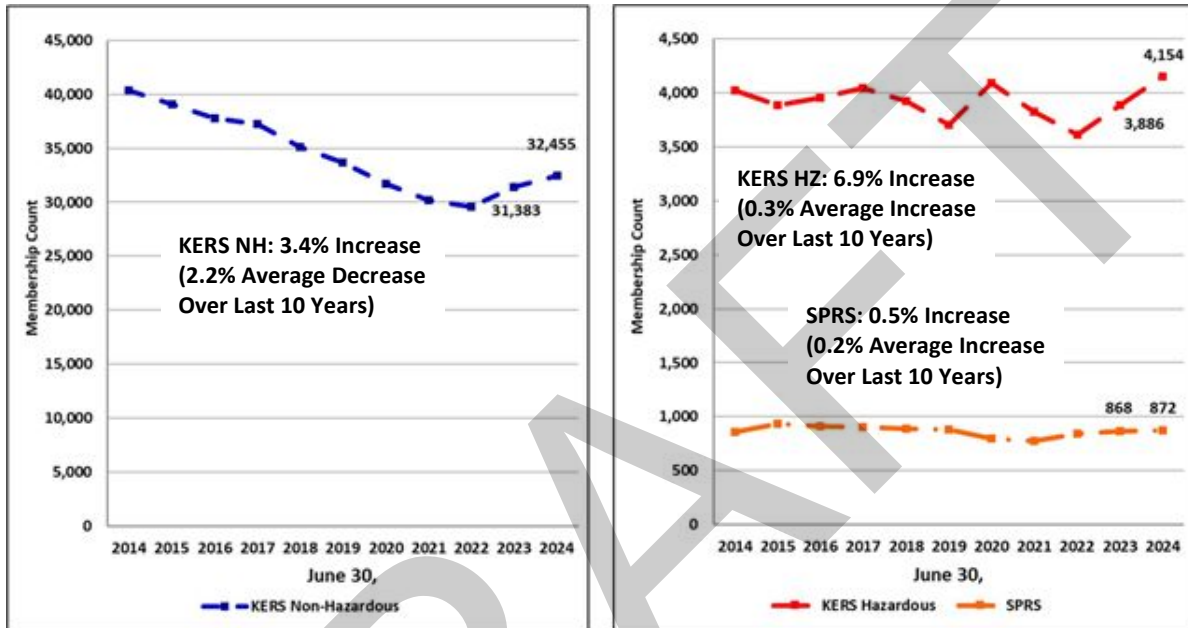 45,000
40,000
35,000
30,000
25,000
20,000
15,000
10,000
5,000
0
Membership Count
32,455
31,383
KERS NH: 3.4% Increase
(2.2% Average Decrease
Over Last 10 Years)
2014 2015 2016 2017 2018 2019 2020 2021 2022 2023 2024
June 30,
KERS Non-Hazardous
4,500
4,000
3,500
3,000
2,500
2,000
1,500
1,000
500
0
Membership Count
4,154
3,886
KERS HZ: 6.9% Increase
(0.3% Average Increase
Over Last 10 Years)
SPRS: 0.5% Increase
(0.2% Average Increase
Over Last 10 Years)
868 872
2014 2015 2016 2017 2018 2019 2020 2021 2022 2023 2024
June 30,
KERS Hazardous SPRS
RAFT